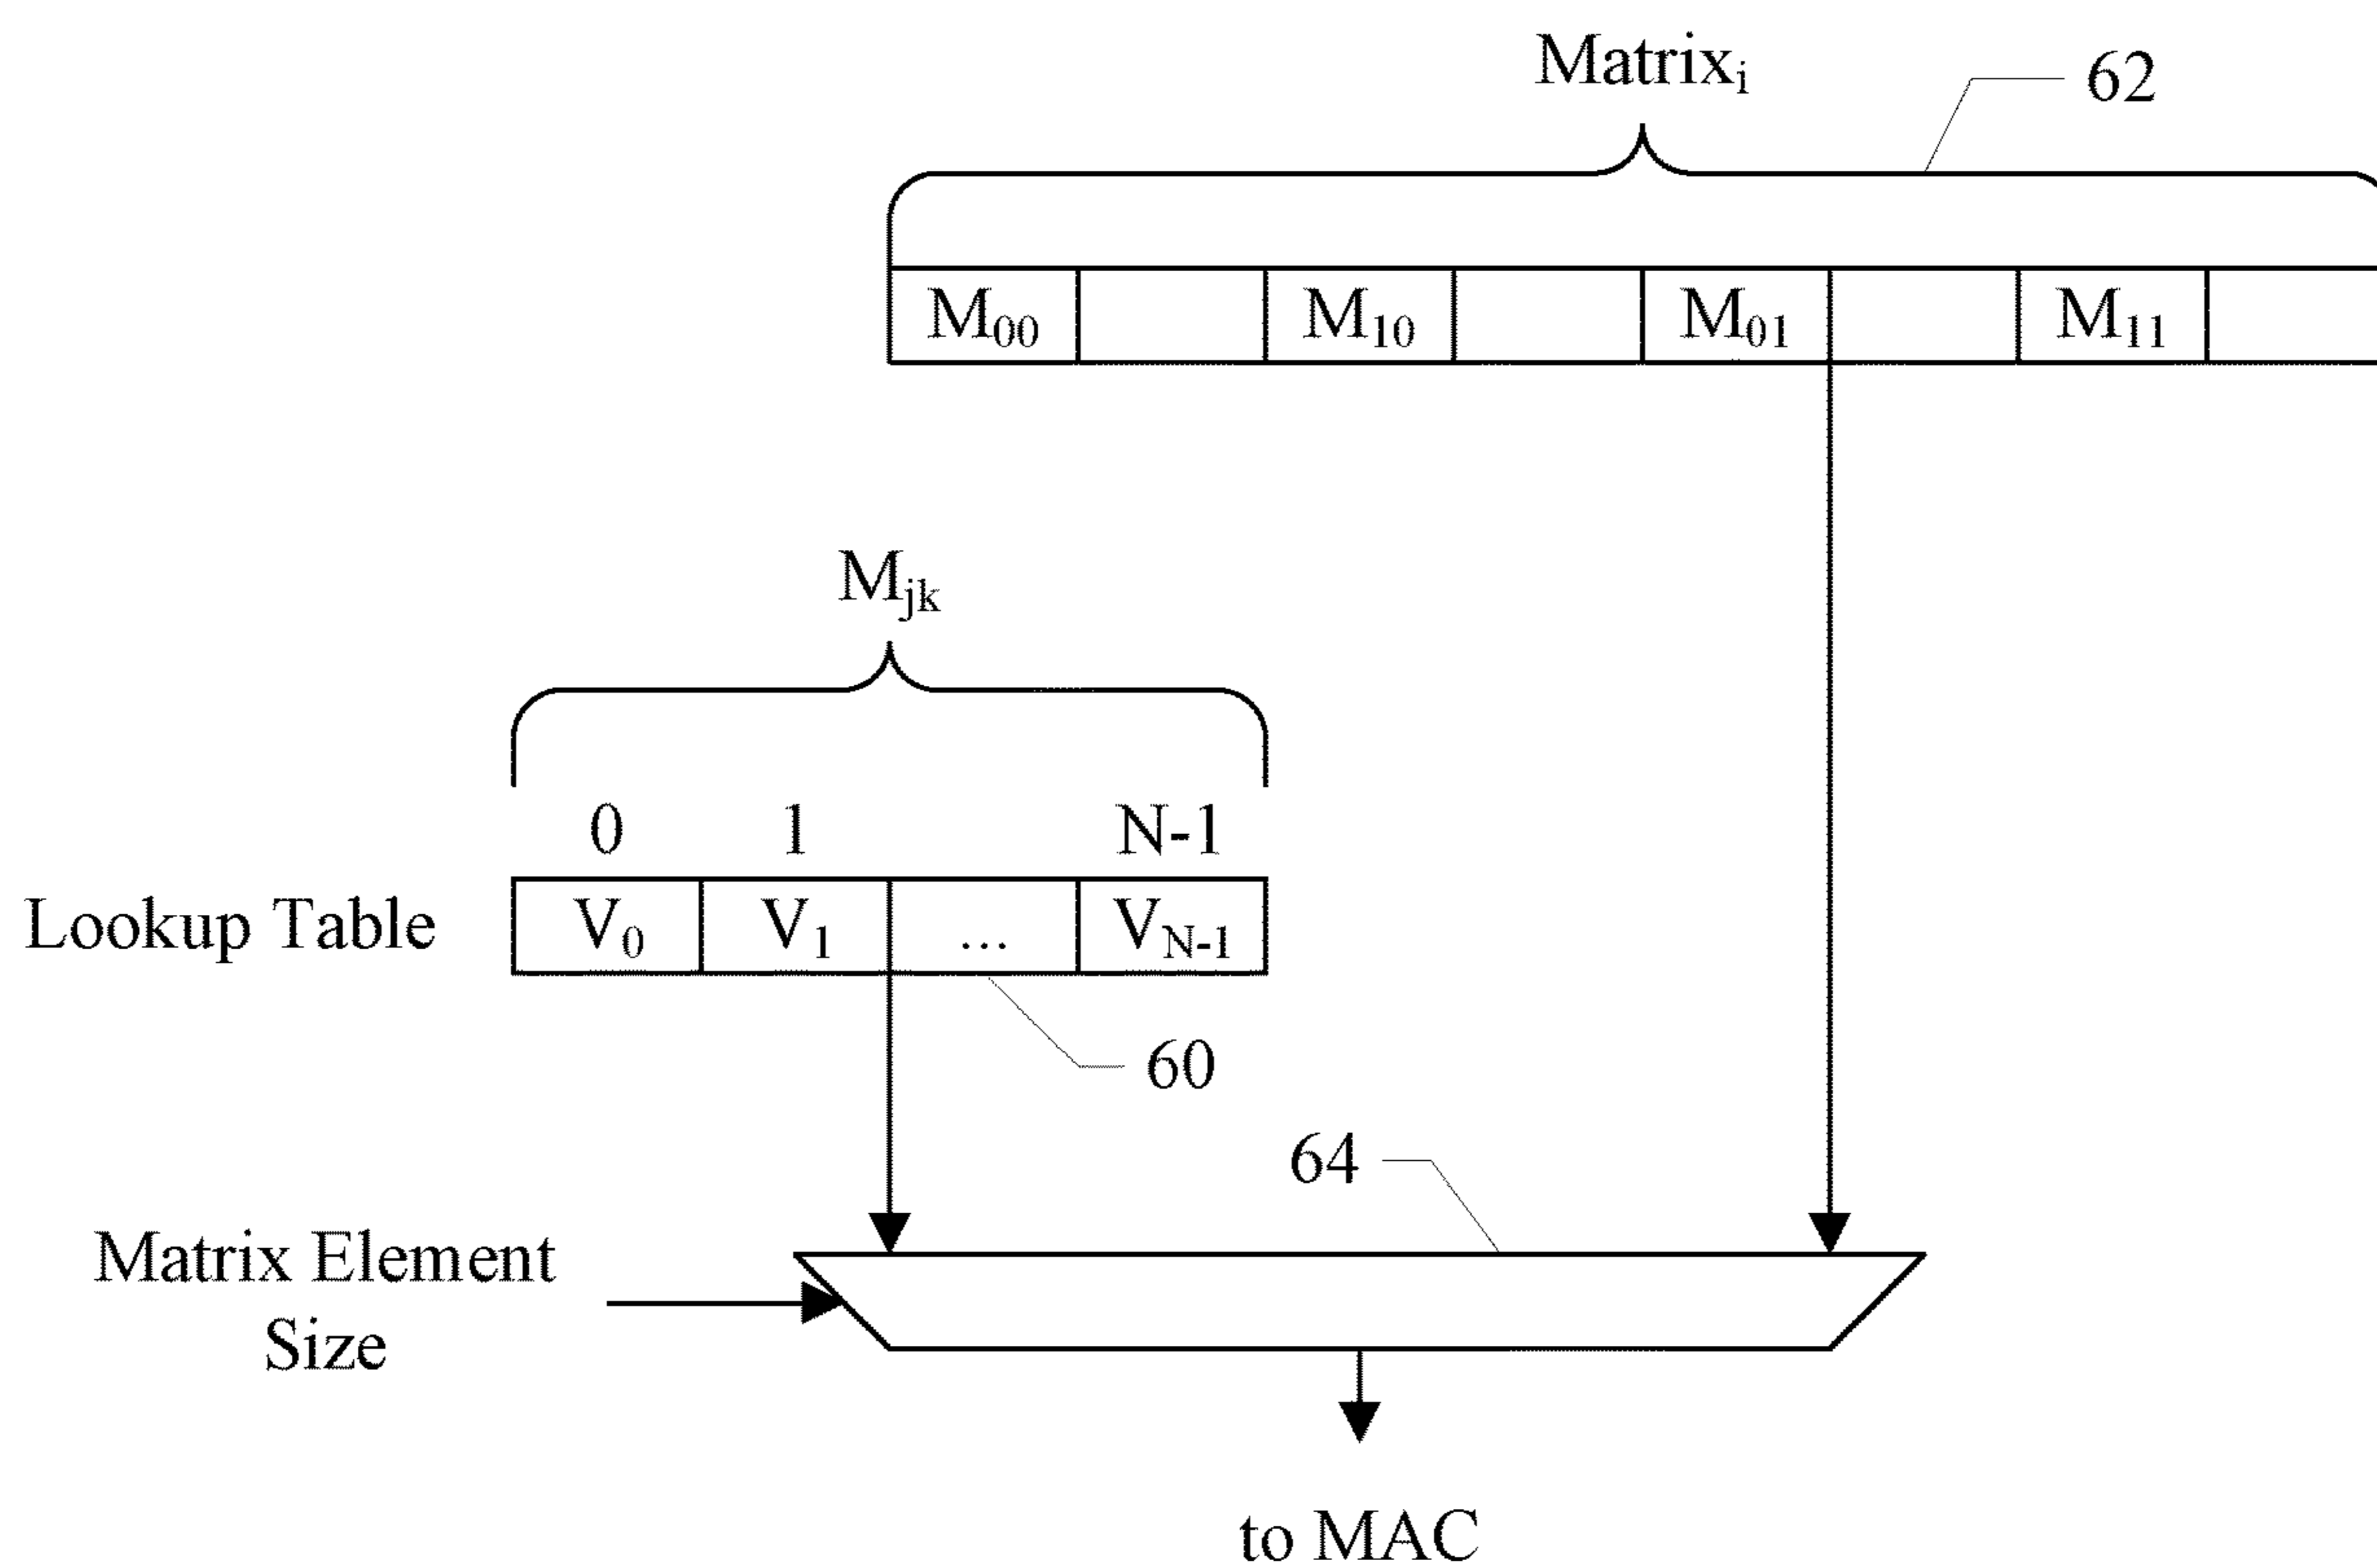 Matrixi
62
M00 M10 M01 M11
Mjk
0 1 N-1
Lookup Table V0 V1 ... VN-1
60
64
Matrix Element
Size
to MAC